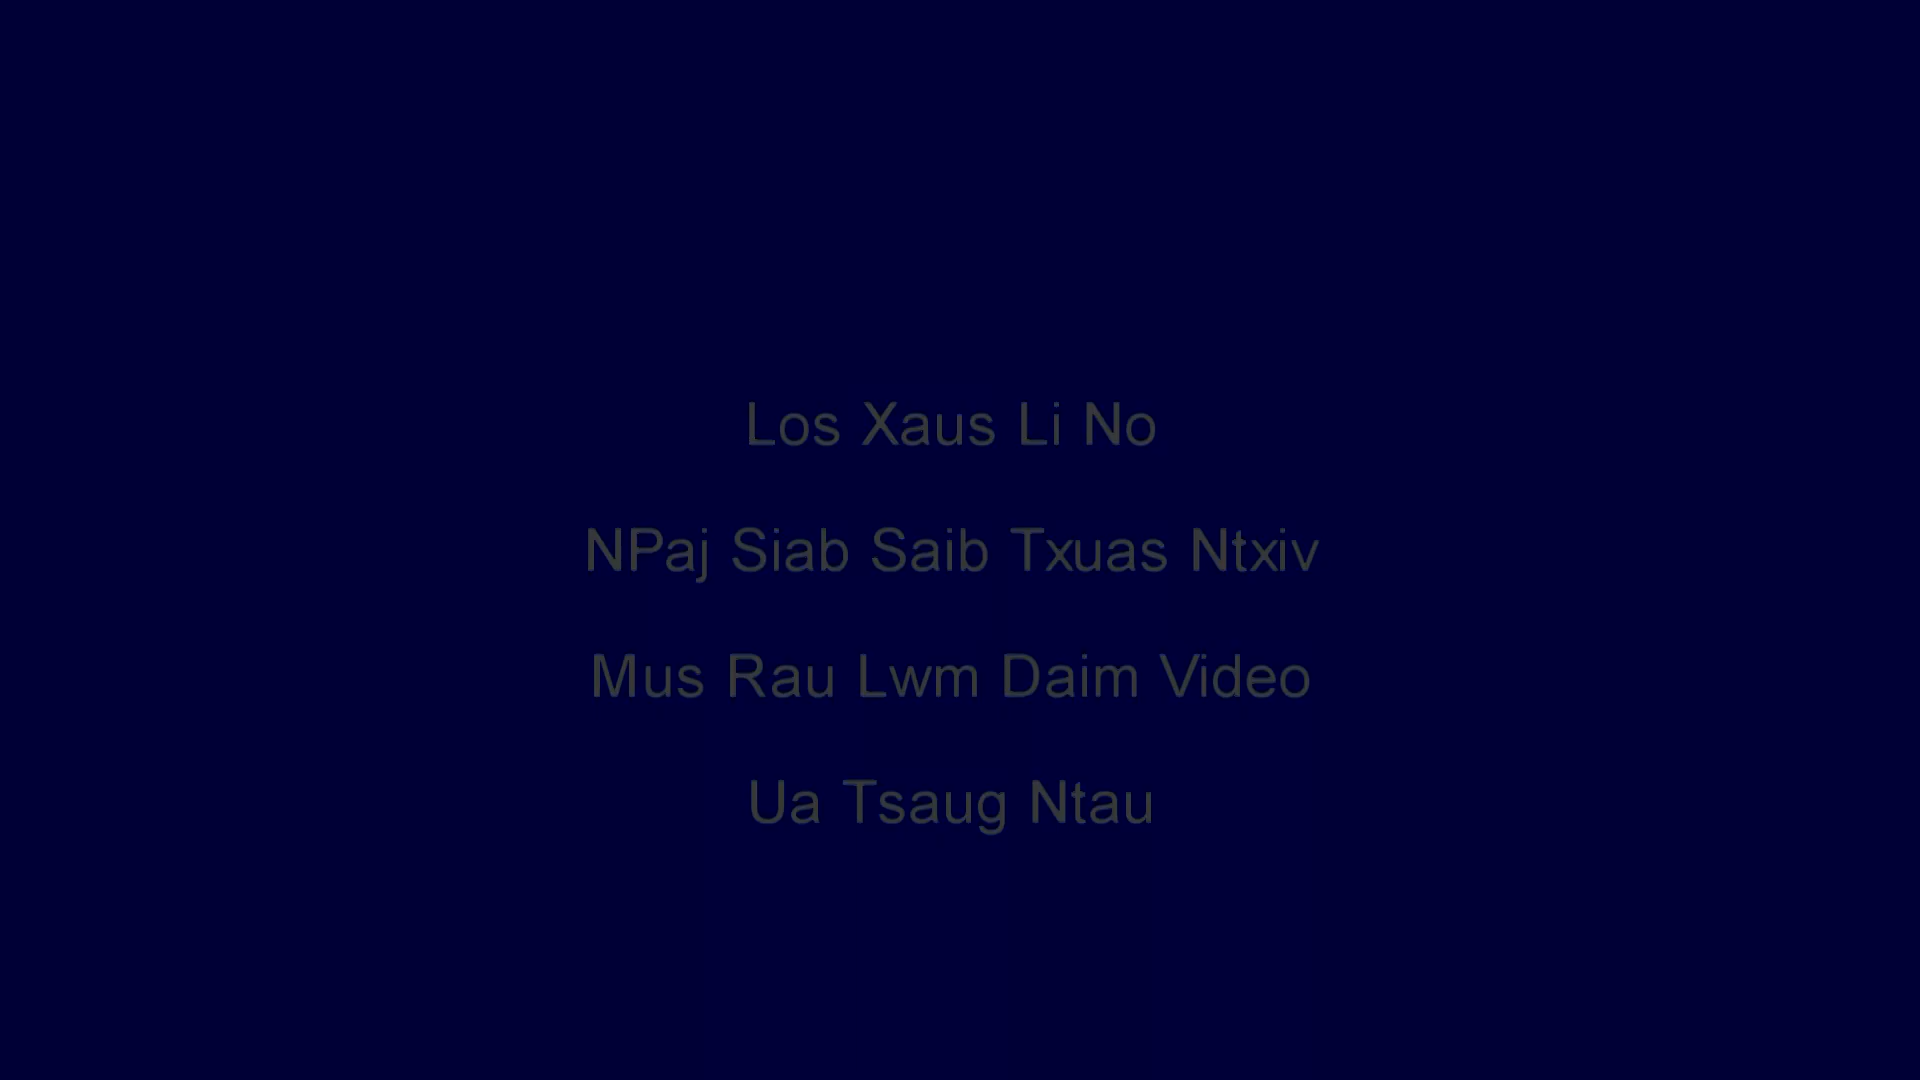 Los Xaus Li No
NPaj Siab Saib Txuas Ntxiv
Mus Rau Lwm Daim Video
Ua Tsaug Ntau